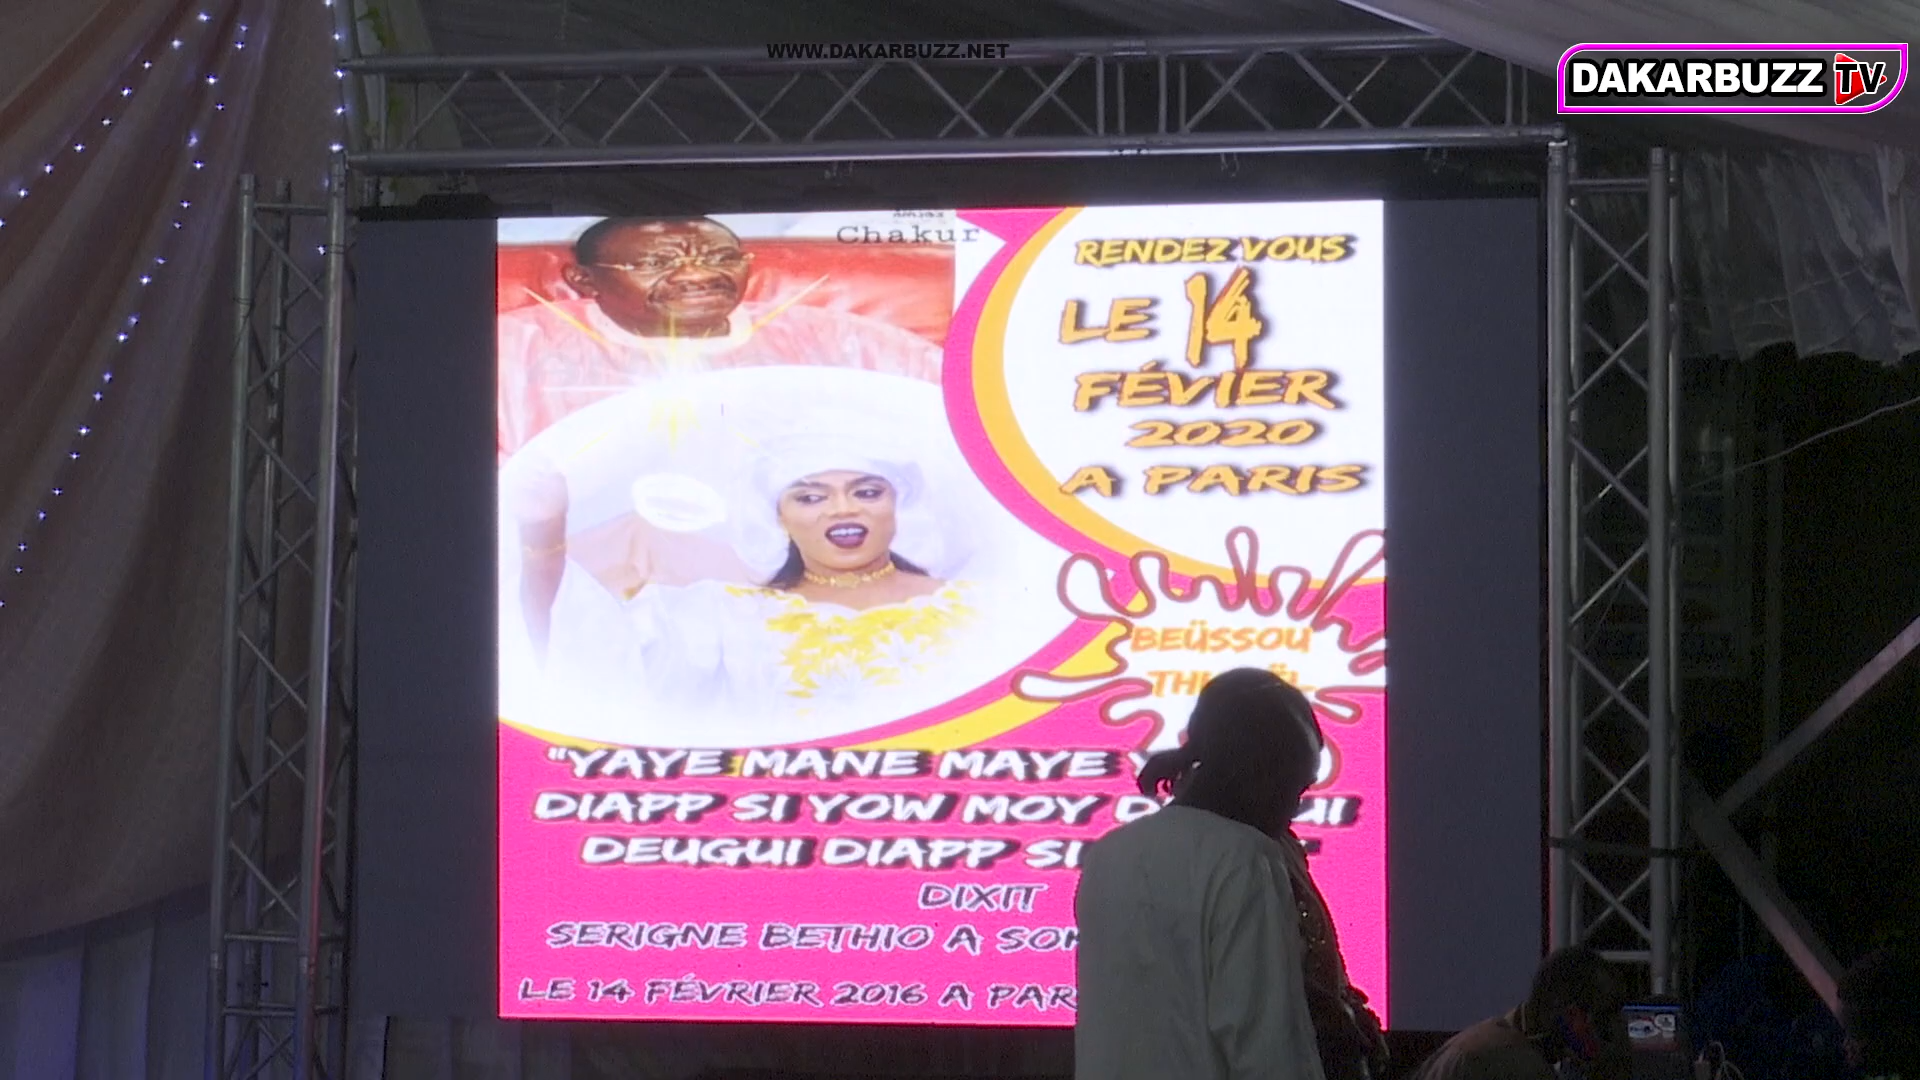 WWW.DAKARBUZZ.NET
DAKARBUZZ TV
Chakur
RENDEZ VOUS
LE 14
FÉVIER
2020
A PARIS
BEÜSSOU
"YAYE MANE MAYE
DIAPP SI YOW MOY
DEUGUI DIAPP SI
DIXIT
SERIGNE BETHIO A
LE 14 FÉVRIER 2016 A